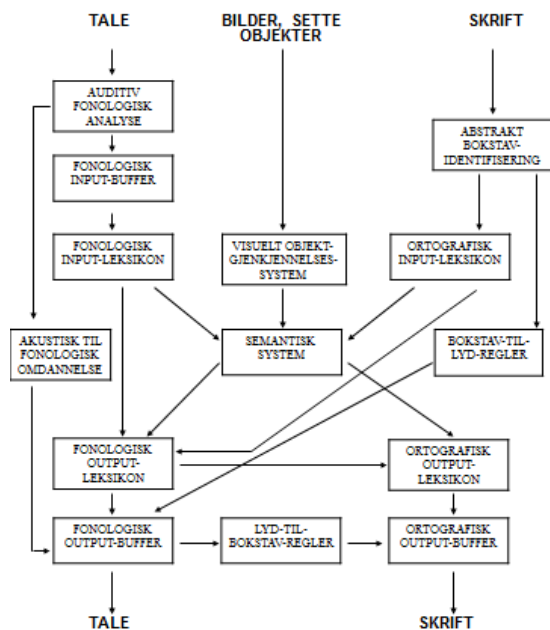 TALE
BILDER, SETTE
OBJEKTER
SKRIFT
AUDITIV
FONOLOGISK
ANALYSE
ABSTRAKT
BOKSTAV-
IDENTIFISERING
FONOLOGISK
INPUT-BUFFER
FONOLOGISK
INPUT-LEKSIKON
VISUELT OBJEKT-
GJENKJENNELSES-
SYSTEM
ORTOGRAFISK
INPUT-LEKSIKON
AKUSTISK TIL
FONOLOGISK
OMDANNELSE
SEMANTISK
SYSTEM
BOKSTAV-TIL-
LYD-REGLER
FONOLOGISK
OUTPUT-
LEKSIKON
ORTOGRAFISK
OUTPUT-
LEKSIKON
FONOLOGISK
OUTPUT-BUFFER
LYD-TIL-
BOKSTAV-REGLER
ORTOGRAFISK
OUTPUT-BUFFER
TALE
SKRIFT